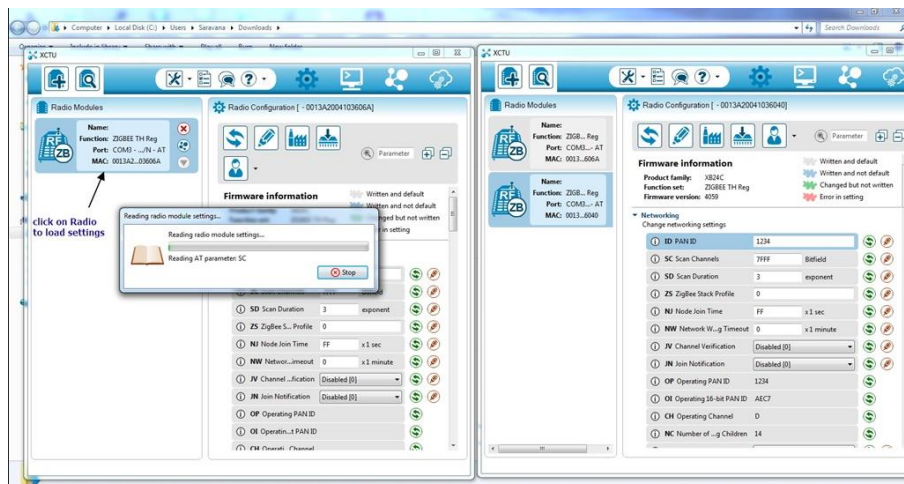 Computer ▸ Local Disk (C:) ▸ Users ▸ Saravana ▸ Downloads ▸
Search Downloads
XCTU
Radio Modules
Name:
Function: ZIGBEE TH Reg
Port: COM3 - .../N - AT
MAC: 0013A2...03606A
click on Radio
to load settings
Radio Configuration [ - 0013A2004103606A]
Parameter
Firmware information
Written and default
Written and not default
Changed but not written
Error in setting
Reading radio module settings...
Reading radio module settings...
Reading AT parameter: SC
Stop
SD Scan Duration 3 exponent
ZS ZigBee S... Profile 0
NJ Node Join Time FF x 1 sec
NW Networ...imeout 0 x 1 minute
JV Channel ...fication Disabled [0]
JN Join Notification Disabled [0]
OP Operating PAN ID
OI Operatin...t PAN ID
CH Operati...Channel
XCTU
Radio Modules
Name:
Function: ZIGB... Reg
Port: COM3...- AT
MAC: 0013...606A
Name:
Function: ZIGB... Reg
Port: COM3...- AT
MAC: 0013...6040
Radio Configuration [ - 0013A20041036040]
Parameter
Firmware information
Product family: XB24C
Function set: ZIGBEE TH Reg
Firmware version: 4059
Written and default
Written and not default
Changed but not written
Error in setting
Networking
Change networking settings
ID PAN ID 1234
SC Scan Channels 7FFF Bitfield
SD Scan Duration 3 exponent
ZS ZigBee Stack Profile 0
NJ Node Join Time FF x 1 sec
NW Network W...g Timeout 0 x 1 minute
JV Channel Verification Disabled [0]
JN Join Notification Disabled [0]
OP Operating PAN ID 1234
OI Operating 16-bit PAN ID AEC7
CH Operating Channel D
NC Number of ...g Children 14